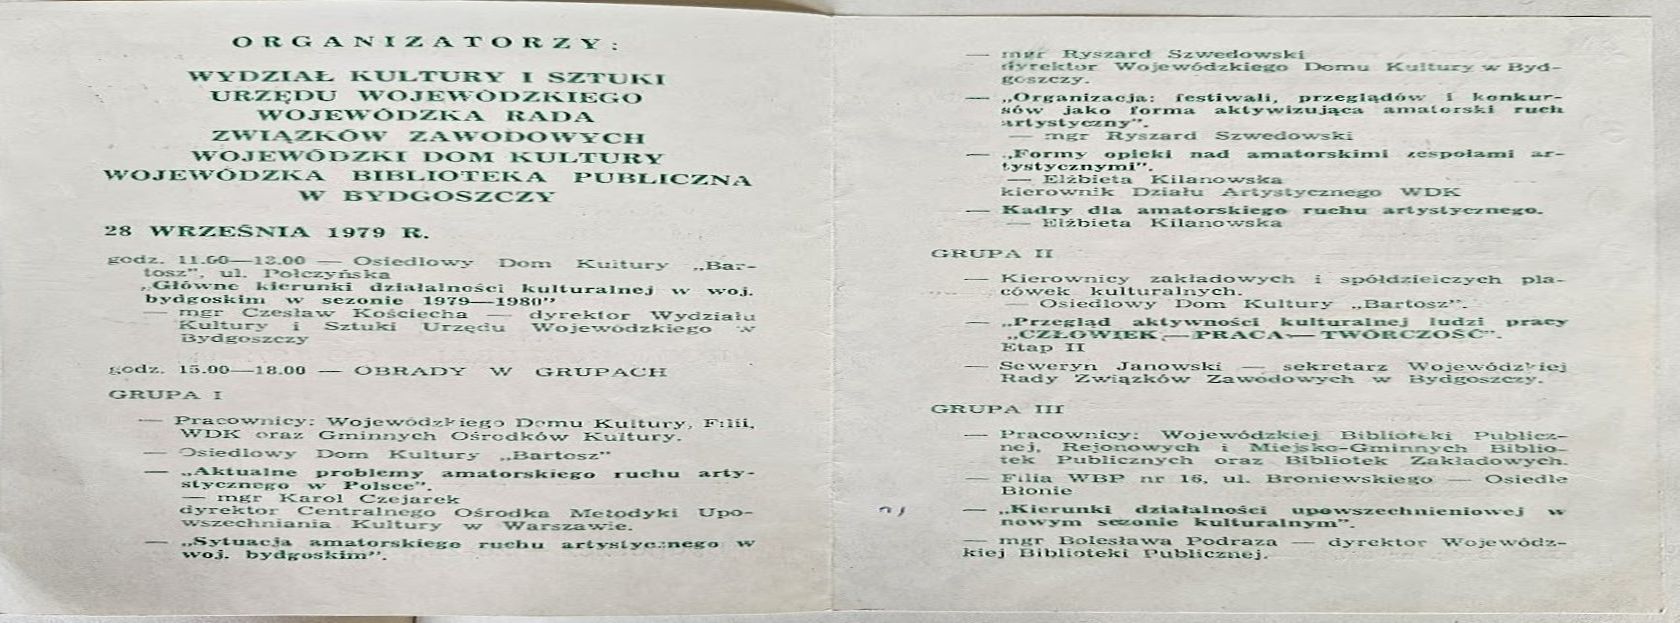 ORGANIZATORZY:
WYDZIAŁ KULTURY I SZTUKI
URZĘDU WOJEWÓDZKIEGO
WOJEWÓDZKA RADA
ZWIĄZKÓW ZAWODOWYCH
WOJEWÓDZKI DOM KULTURY
WOJEWÓDZKA BIBLIOTEKA PUBLICZNA
W BYDGOSZCZY
28 WRZEŚNIA 1979 R.
godz. 11.00—13.00 — Osiedlowy Dom Kultury „Bar-
tosz”, ul. Połczyńska
„Główne kierunki działalności kulturalnej w woj.
bydgoskim w sezonie 1979—1980”
— mgr Czesław Kościecha — dyrektor Wydziału
Kultury i Sztuki Urzędu Wojewódzkiego w
Bydgoszczy
godz. 15.00—18.00 — OBRADY W GRUPACH
GRUPA I
— Pracownicy: Wojewódzkiego Domu Kultury, Filii,
WDK oraz Gminnych Ośrodków Kultury.
— Osiedlowy Dom Kultury „Bartosz”
— „Aktualne problemy amatorskiego ruchu arty-
stycznego w Polsce”.
— mgr Karol Czejarek
dyrektor Centralnego Ośrodka Metodyki Upo-
wszechniania Kultury w Warszawie.
— „Sytuacja amatorskiego ruchu artystycznego w
woj. bydgoskim”.
— mgr Ryszard Szwedowski
dyrektor Wojewódzkiego Domu Kultury w Byd-
goszczy.
— „Organizacja: festiwali, przeglądów i konkur-
sów jako forma aktywizująca amatorski ruch
artystyczny”.
— mgr Ryszard Szwedowski
— „Formy opieki nad amatorskimi zespołami ar-
tystycznymi”.
— Elżbieta Kilanowska
kierownik Działu Artystycznego WDK
— Kadry dla amatorskiego ruchu artystycznego.
— Elżbieta Kilanowska
GRUPA II
— Kierownicy zakładowych i spółdzielczych pla-
cówek kulturalnych.
— Osiedlowy Dom Kultury „Bartosz”.
— „Przegląd aktywności kulturalnej ludzi pracy
„CZŁOWIEK — PRACA — TWÓRCZOŚĆ”.
Etap II
— Seweryn Janowski — sekretarz Wojewódzkiej
Rady Związków Zawodowych w Bydgoszczy.
GRUPA III
— Pracownicy: Wojewódzkiej Biblioteki Publicz-
nej, Rejonowych i Miejsko-Gminnych Biblio-
tek Publicznych oraz Bibliotek Zakładowych.
— Filia WBP nr 16, ul. Broniewskiego — Osiedle
Błonie
— „Kierunki działalności upowszechnieniowej w
nowym sezonie kulturalnym”.
— mgr Bolesława Podraza — dyrektor Wojewódz-
kiej Biblioteki Publicznej.